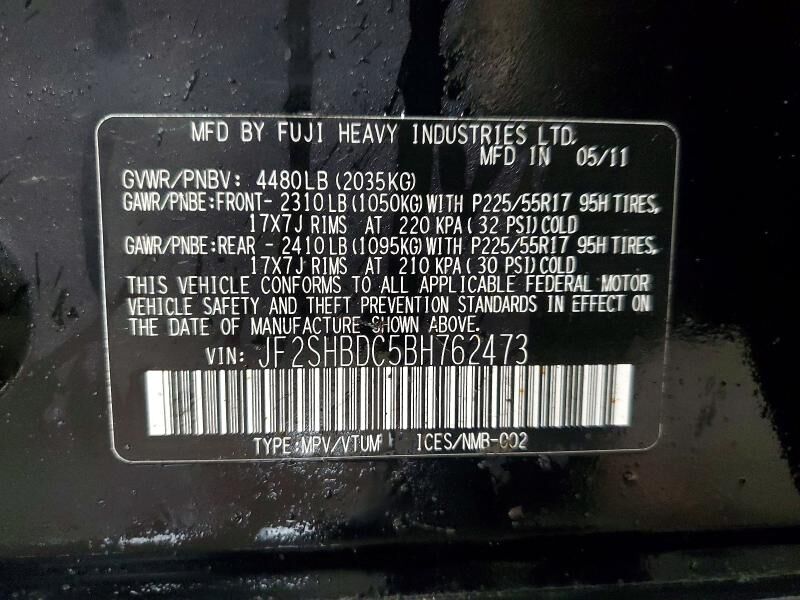 MFD BY FUJI HEAVY INDUSTRIES LTD.
MFD IN 05/11
GVWR/PNBV: 4480LB (2035KG)
GAWR/PNBE:FRONT- 2310LB (1050KG) WITH P225/55R17 95H TIRES,
17X7J RIMS AT 220 KPA ( 32 PSI) COLD
GAWR/PNBE:REAR - 2410LB (1095KG) WITH P225/55R17 95H TIRES,
17X7J RIMS AT 210 KPA ( 30 PSI) COLD
THIS VEHICLE CONFORMS TO ALL APPLICABLE FEDERAL MOTOR
VEHICLE SAFETY AND THEFT PREVENTION STANDARDS IN EFFECT ON
THE DATE OF MANUFACTURE SHOWN ABOVE.
VIN: JF2SHBDC5BH762473
TYPE:MPV/VTUM ICES/NMB-002